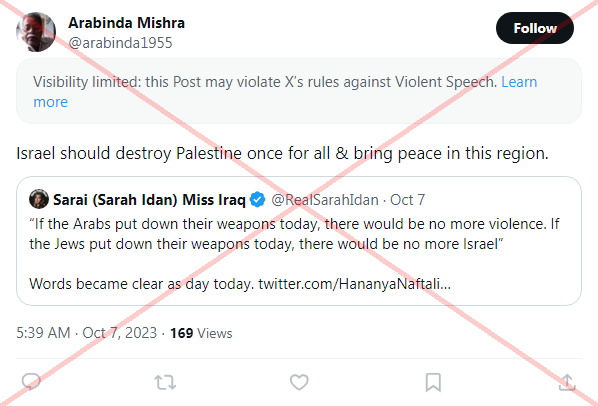 Arabinda Mishra
@arabinda1955
Follow
Visibility limited: this Post may violate X's rules against Violent Speech. Learn
more
Israel should destroy Palestine once for all & bring peace in this region.
Sarai (Sarah Idan) Miss Iraq @RealSarahIdan · Oct 7
“If the Arabs put down their weapons today, there would be no more violence. If
the Jews put down their weapons today, there would be no more Israel”
Words became clear as day today. twitter.com/HananyaNaftali...
5:39 AM · Oct 7, 2023 · 169 Views